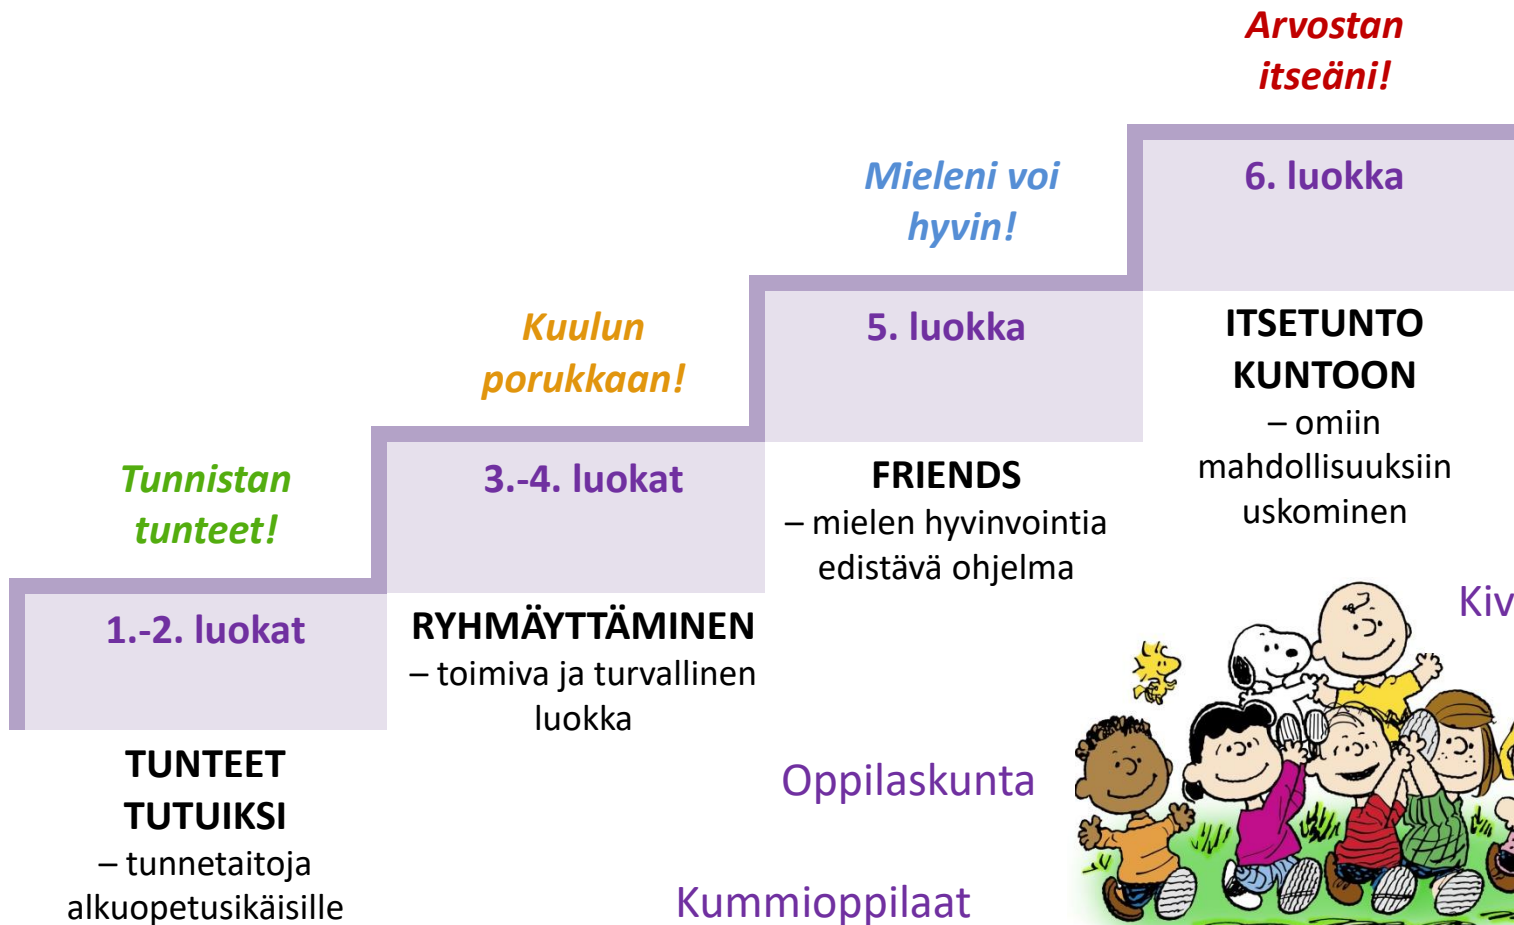 Tunnistan
tunteet!
1.-2. luokat
TUNTEET
TUTUIKSI
– tunnetaitoja
alkuopetusikäisille
Kuulun
porukkaan!
3.-4. luokat
RYHMÄYTTÄMINEN
– toimiva ja turvallinen
luokka
Mieleni voi
hyvin!
5. luokka
FRIENDS
– mielen hyvinvointia
edistävä ohjelma
Arvostan
itseäni!
6. luokka
ITSETUNTO
KUNTOON
– omiin
mahdollisuuksiin
uskominen
Kiv
Oppilaskunta
Kummioppilaat